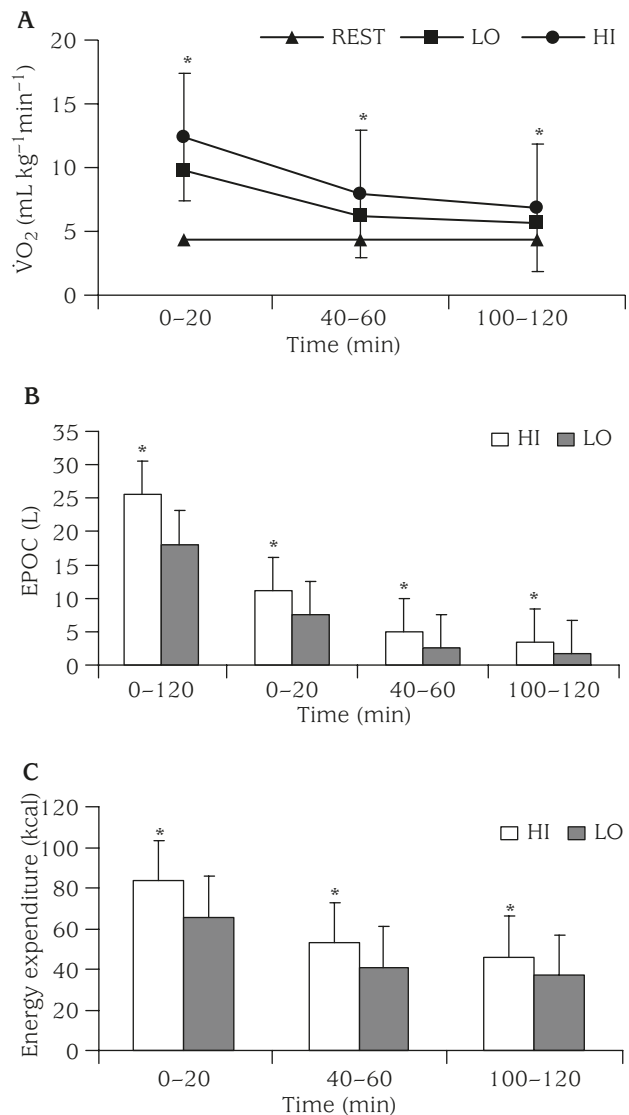 A
REST LO HI
V̇O₂ (mL kg⁻¹min⁻¹)
20
15
10
5
0
* * *
0–20 40–60 100–120
Time (min)
B
HI LO
EPOC (L)
35
30
25
20
15
10
5
0
* * * *
0–120 0–20 40–60 100–120
Time (min)
C
HI LO
Energy expenditure (kcal)
120
100
80
60
40
20
0
* * *
0–20 40–60 100–120
Time (min)